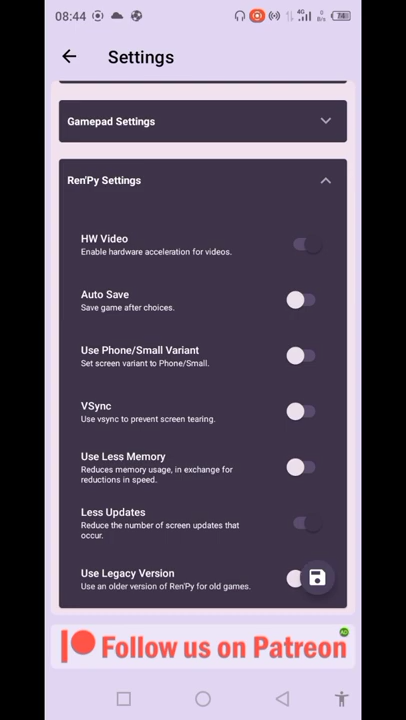 08:44
74
Settings
Gamepad Settings
Ren'Py Settings
HW Video
Enable hardware acceleration for videos.
Auto Save
Save game after choices.
Use Phone/Small Variant
Set screen variant to Phone/Small.
VSync
Use vsync to prevent screen tearing.
Use Less Memory
Reduces memory usage, in exchange for
reductions in speed.
Less Updates
Reduce the number of screen updates that
occur.
Use Legacy Version
Use an older version of Ren'Py for old games.
AD
Follow us on Patreon